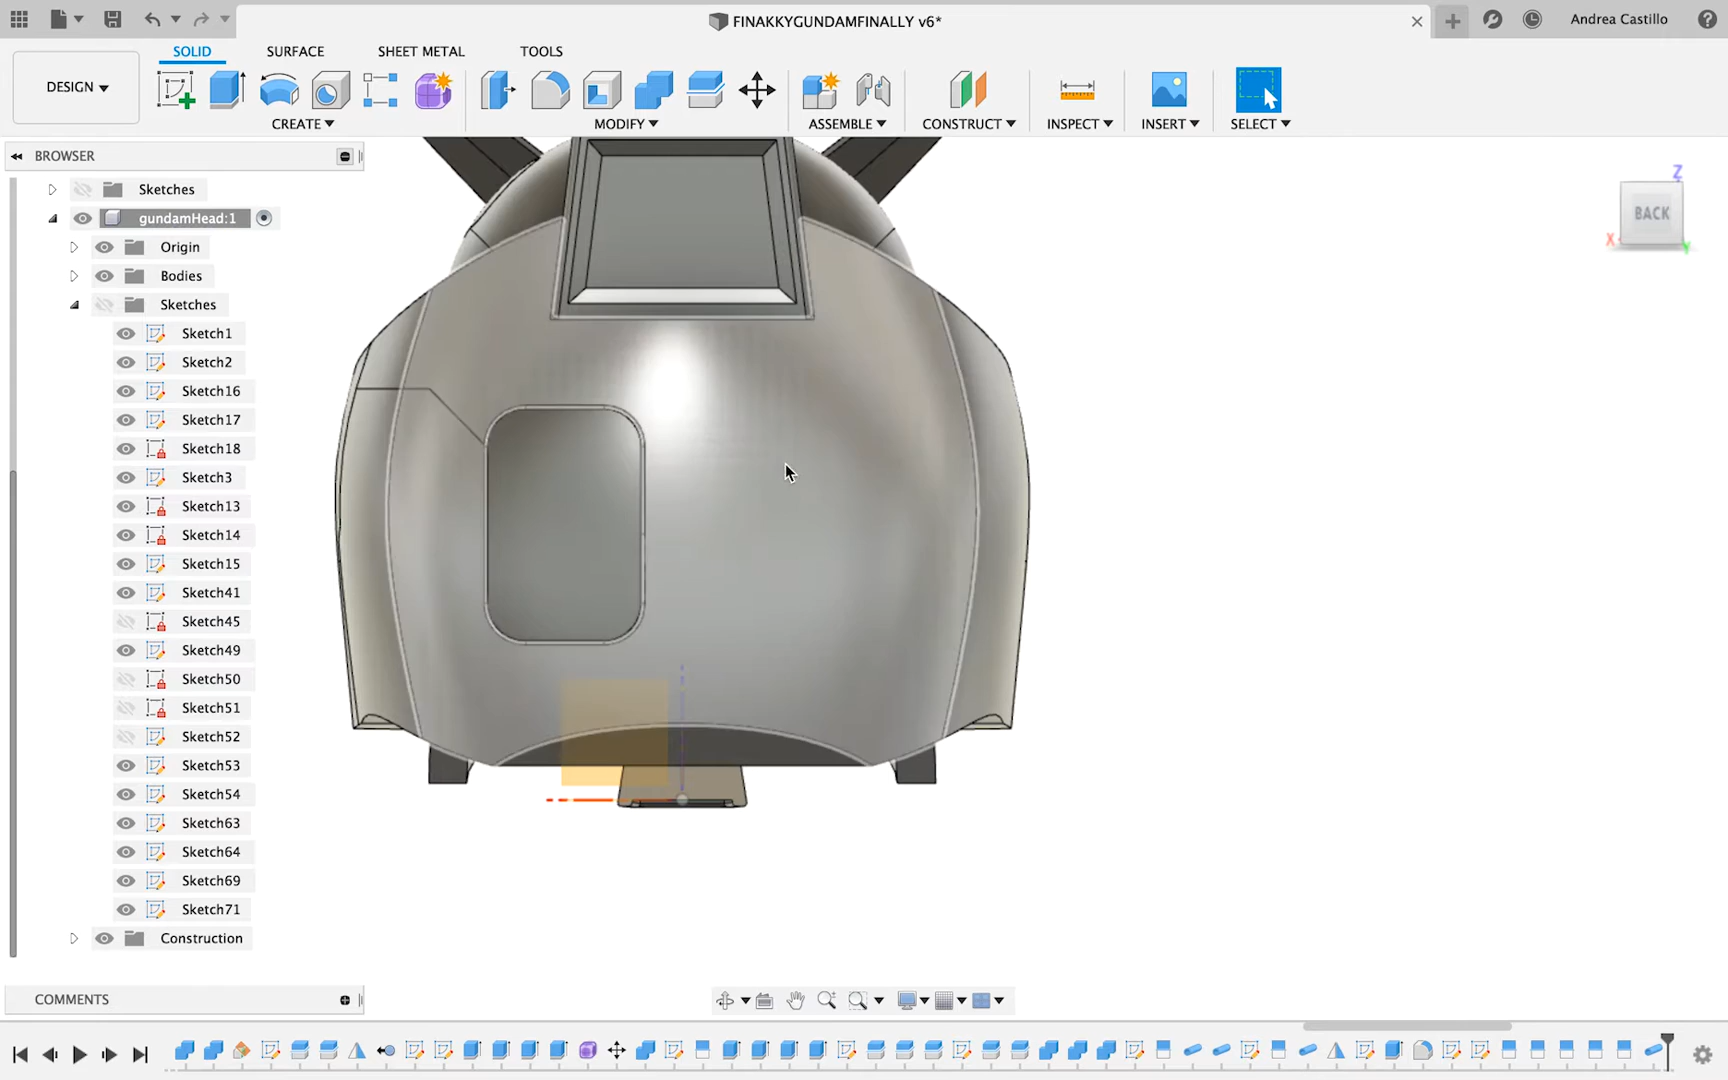 FINAKKYGUNDAMFINALLY v6*
Andrea Castillo
DESIGN
SOLID
SURFACE
SHEET METAL
TOOLS
CREATE
MODIFY
ASSEMBLE
CONSTRUCT
INSPECT
INSERT
SELECT
BROWSER
Sketches
gundamHead:1
Origin
Bodies
Sketches
Sketch1
Sketch2
Sketch16
Sketch17
Sketch18
Sketch3
Sketch13
Sketch14
Sketch15
Sketch41
Sketch45
Sketch49
Sketch50
Sketch51
Sketch52
Sketch53
Sketch54
Sketch63
Sketch64
Sketch69
Sketch71
Construction
Z
BACK
X
Y
COMMENTS